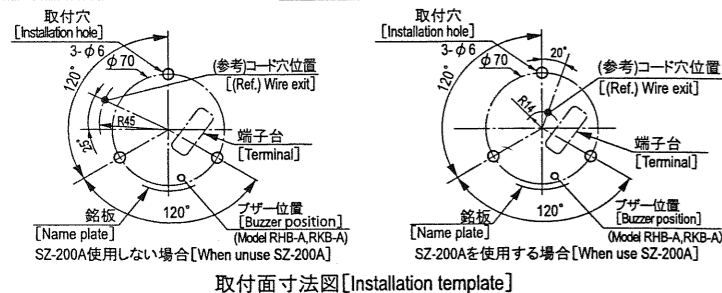 取付穴
[Installation hole]
3-φ6
φ70
120°
(参考)コード穴位置
[(Ref.) Wire exit]
R45
25°
端子台
[Terminal]
120°
銘板
[Name plate]
ブザー位置
[Buzzer position]
(Model RHB-A,RKB-A)
SZ-200A使用しない場合[When unuse SZ-200A]
取付穴
[Installation hole]
3-φ6
φ70
20°
120°
(参考)コード穴位置
[(Ref.) Wire exit]
R14
端子台
[Terminal]
120°
銘板
[Name plate]
ブザー位置
[Buzzer position]
(Model RHB-A,RKB-A)
SZ-200Aを使用する場合[When use SZ-200A]
取付面寸法図[Installation template]